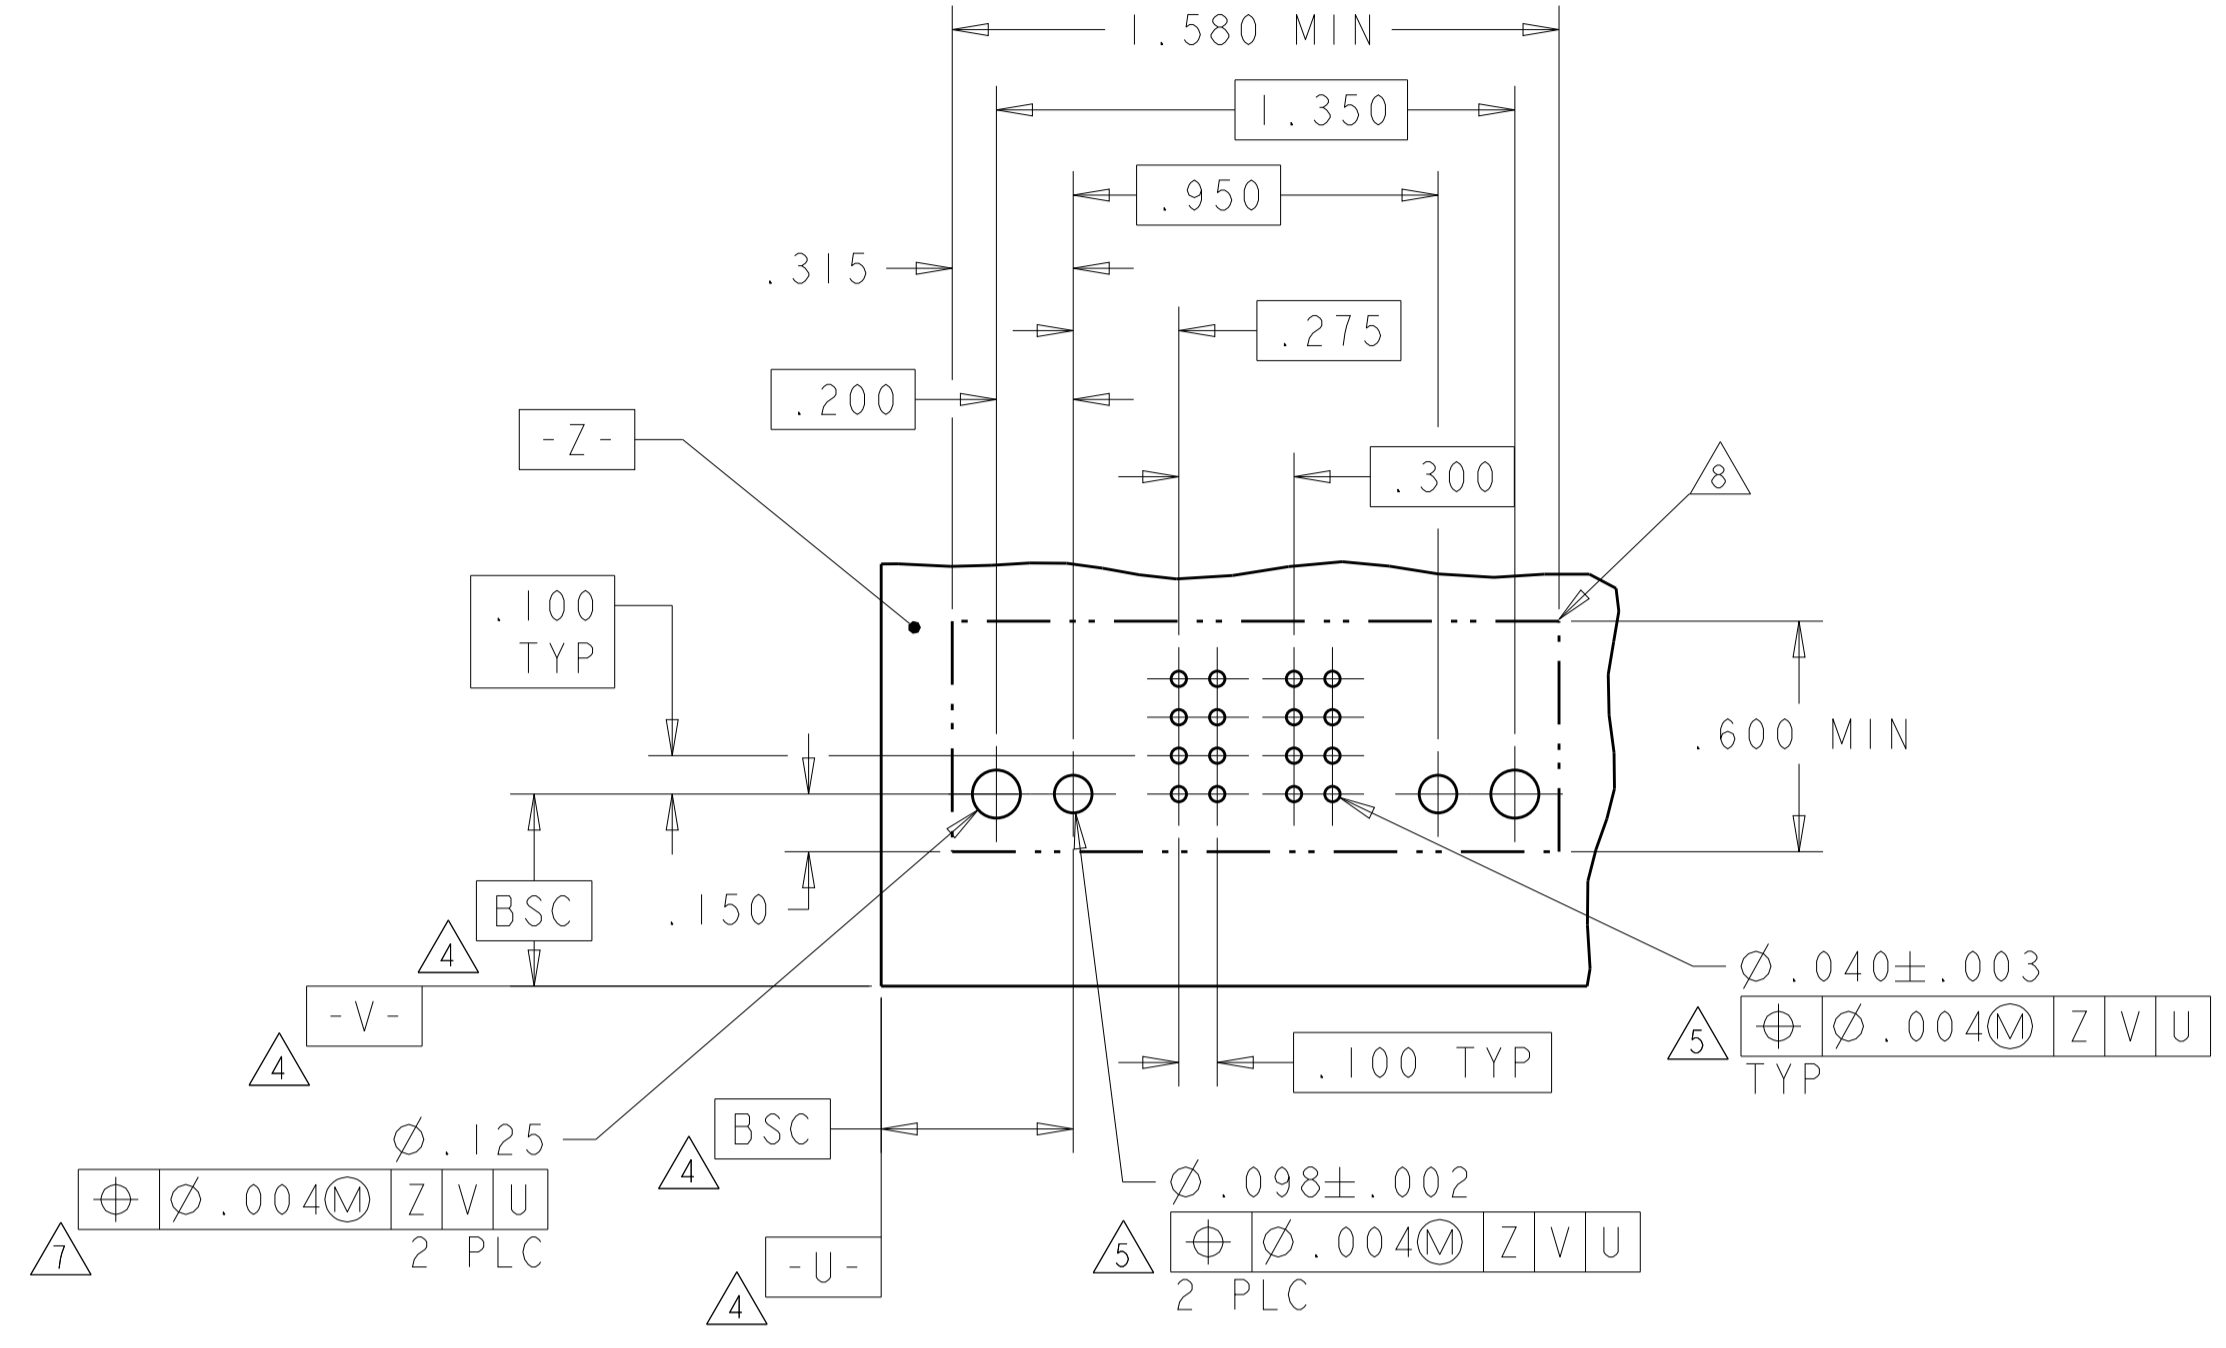 1.580 MIN
1.350
.950
.315
.275
.200
-Z-
.300
8
.100
TYP
.600 MIN
BSC
.150
4
-V-
4
⌀.040±.003
5
⌖ ⌀.004Ⓜ Z V U
TYP
.100 TYP
BSC
4
⌀.125
⌖ ⌀.004Ⓜ Z V U
7
2 PLC
⌀.098±.002
5
⌖ ⌀.004Ⓜ Z V U
2 PLC
-U-
4